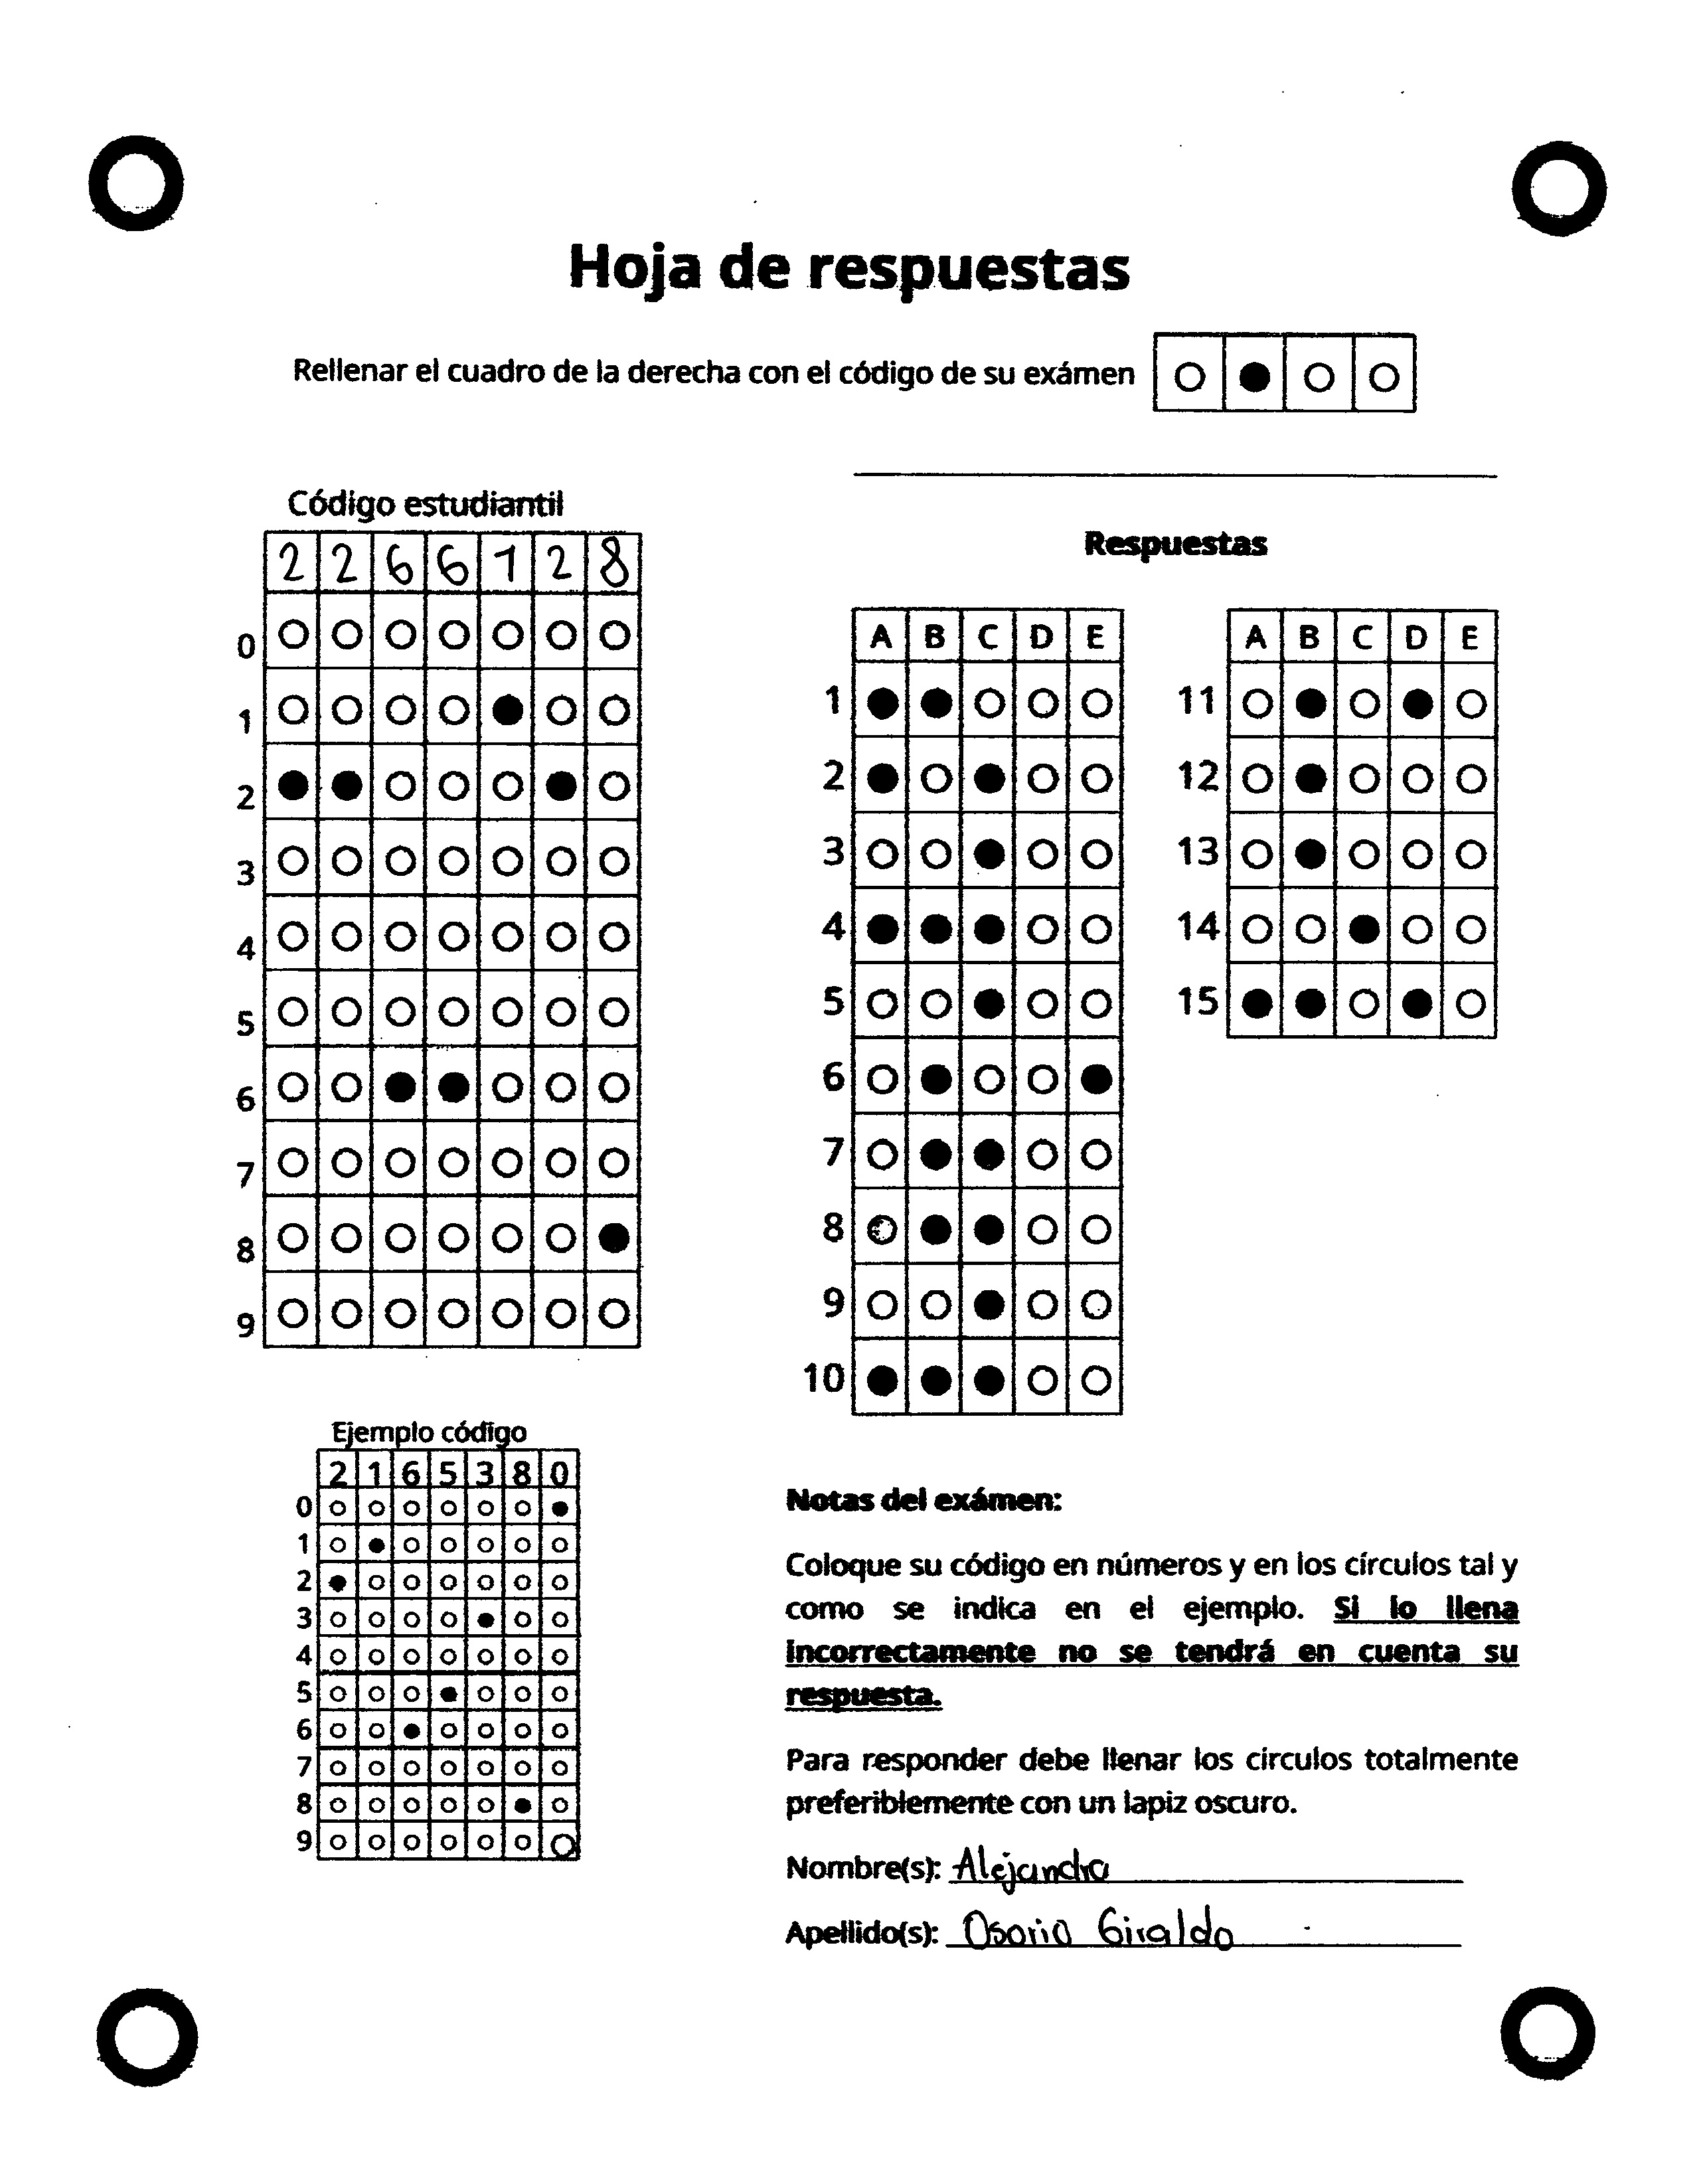 Hoja de respuestas
Rellenar el cuadro de la derecha con el código de su exámen
Código estudiantil
2 2 6 6 1 2 8
0
1
2
3
4
5
6
7
8
9
Respuestas
A B C D E
1
2
3
4
5
6
7
8
9
10
A B C D E
11
12
13
14
15
Ejemplo código
2 1 6 5 3 8 0
0
1
2
3
4
5
6
7
8
9
Notas del exámen:
Coloque su código en números y en los círculos tal y
como se indica en el ejemplo. Si lo llena
incorrectamente no se tendrá en cuenta su
respuesta.
Para responder debe llenar los circulos totalmente
preferiblemente con un lapiz oscuro.
Nombre(s): Alejandra
Apellido(s): Osorio Giraldo